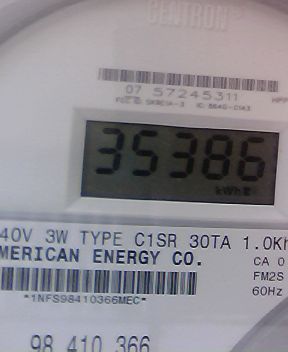 CENTRON
07 57245311
35386
kWh
40V 3W TYPE C1SR 30TA 1.0Kh
MERICAN ENERGY CO.
CA 0
FM2S
60Hz
*1NFS98410366MEC*
98 410 366